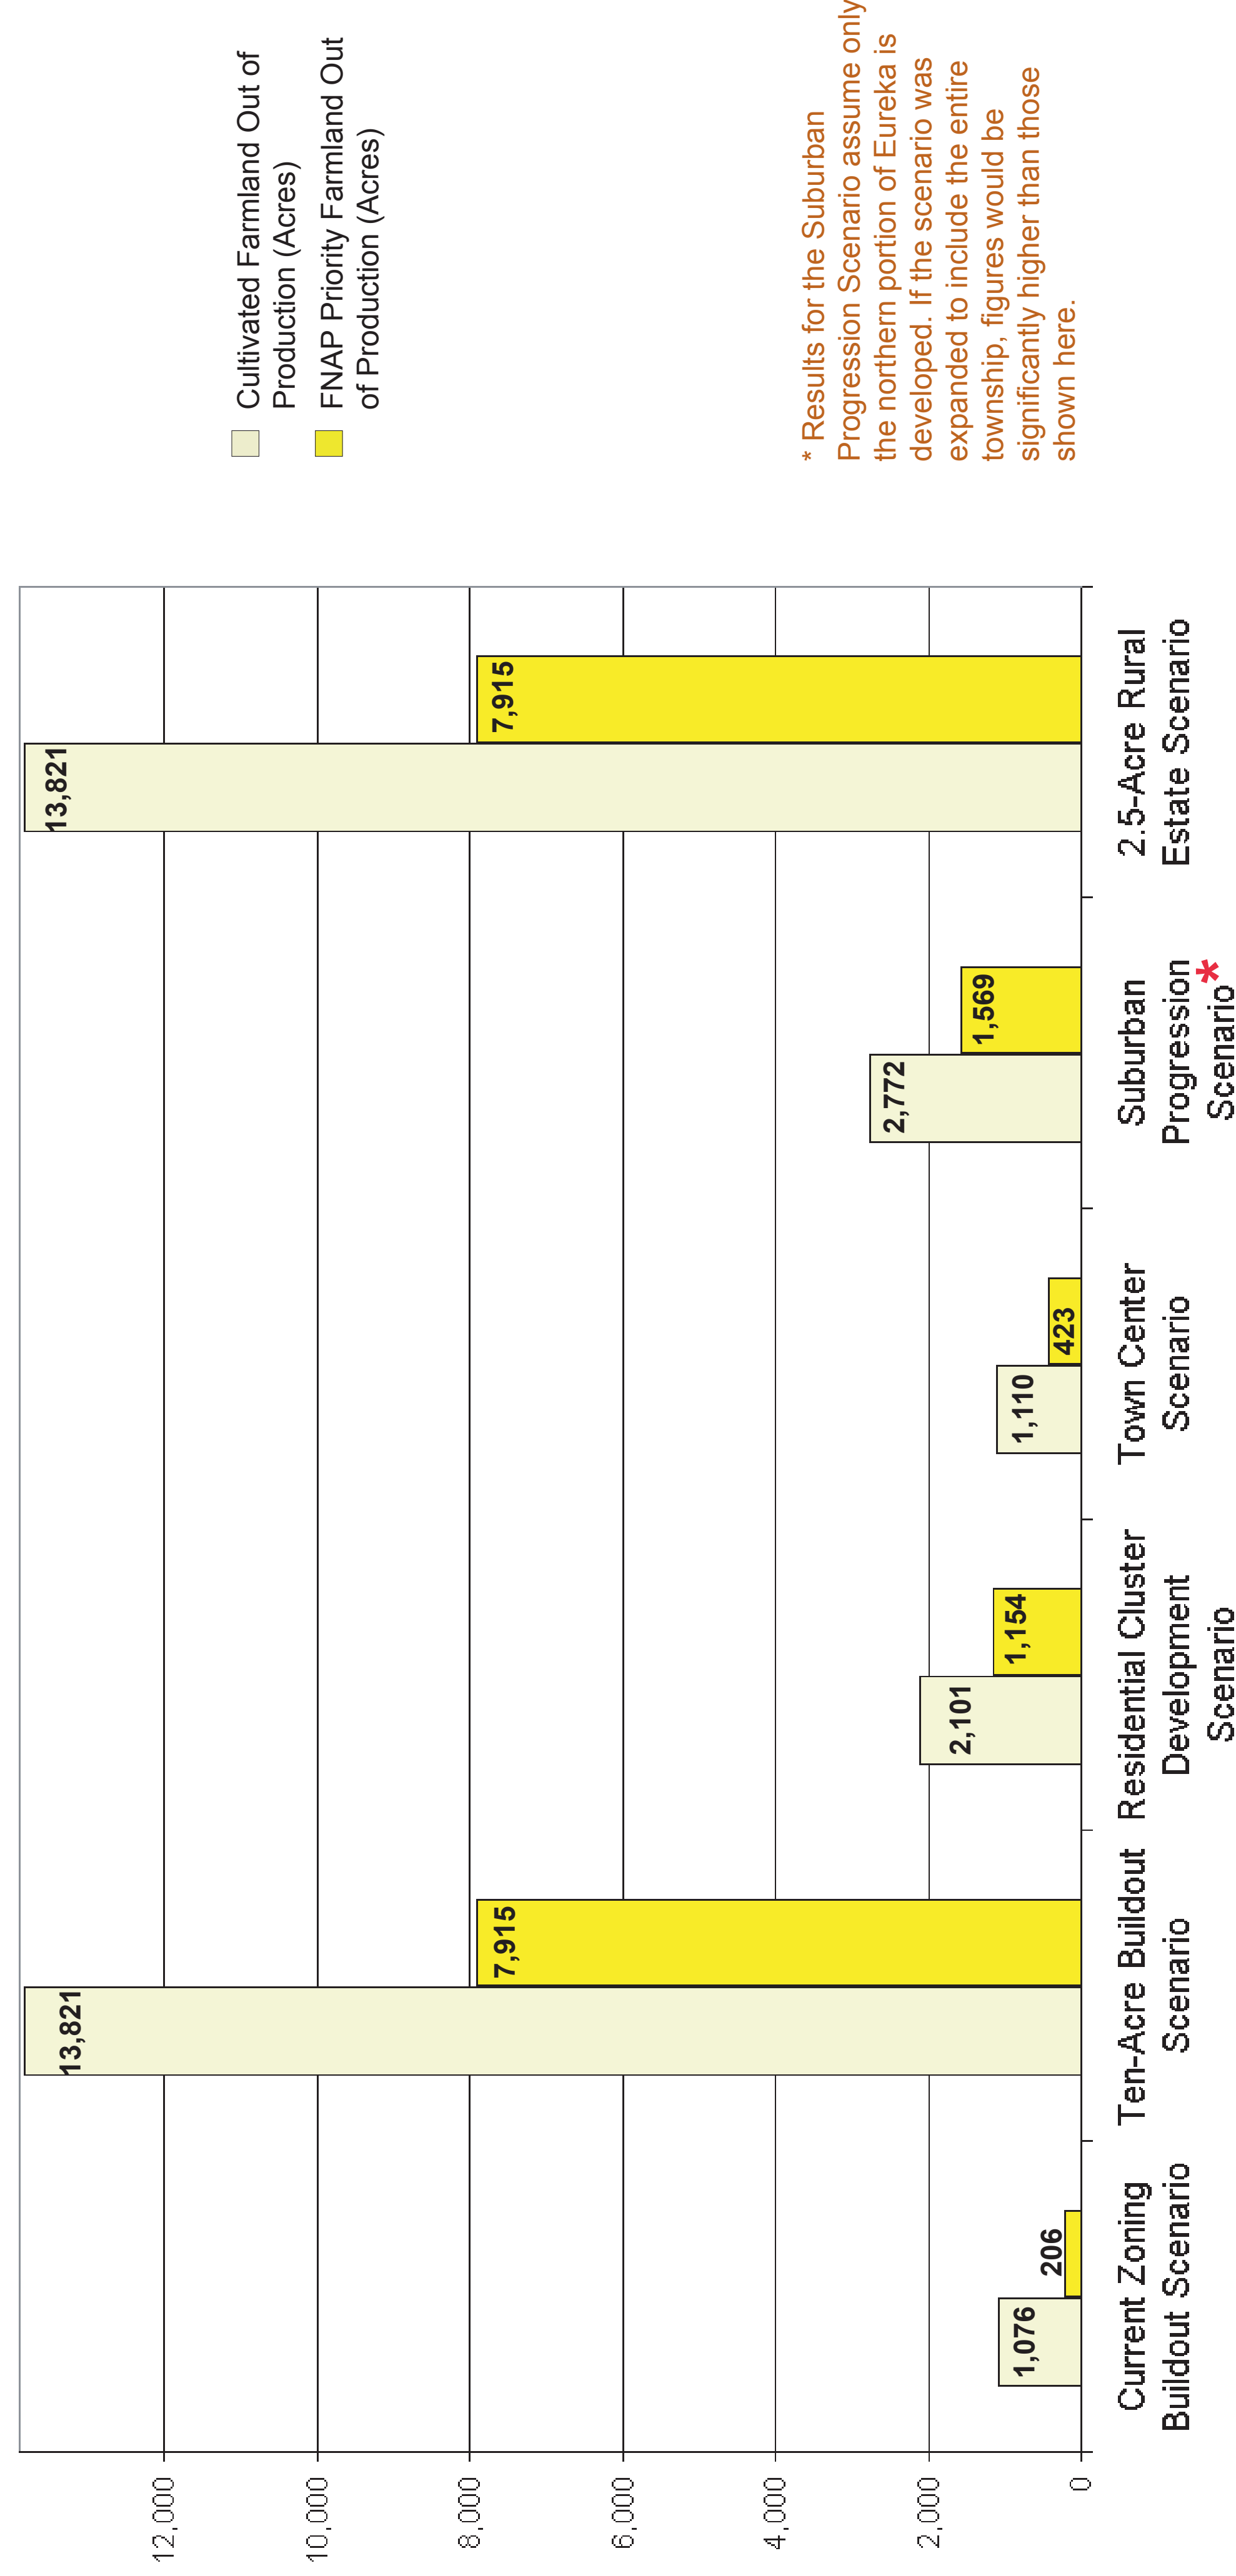 12,000
10,000
8,000
6,000
4,000
2,000
0
1,076
206
13,821
7,915
2,101
1,154
1,110
423
2,772
1,569
13,821
7,915
Current Zoning
Buildout Scenario
Ten-Acre Buildout
Scenario
Residential Cluster
Development
Scenario
Town Center
Scenario
Suburban
Progression
Scenario*
2.5-Acre Rural
Estate Scenario
Cultivated Farmland Out of
Production (Acres)
FNAP Priority Farmland Out
of Production (Acres)
* Results for the Suburban
Progression Scenario assume only
the northern portion of Eureka is
developed. If the scenario was
expanded to include the entire
township, figures would be
significantly higher than those
shown here.